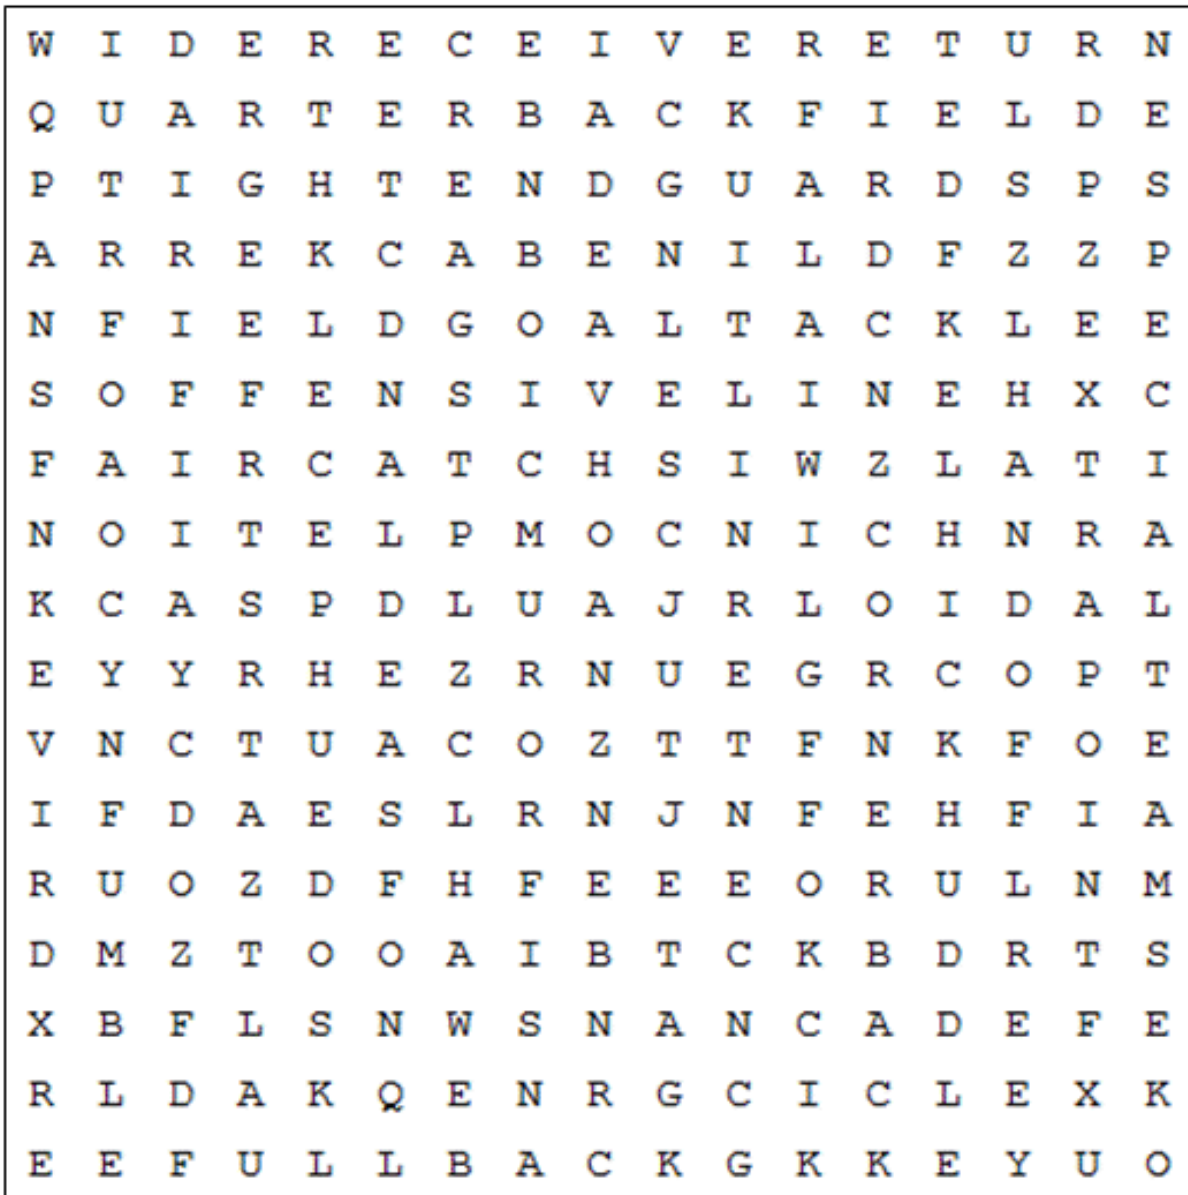 W I D E R E C E I V E R E T U R N
Q U A R T E R B A C K F I E L D E
P T I G H T E N D G U A R D S P S
A R R E K C A B E N I L D F Z Z P
N F I E L D G O A L T A C K L E E
S O F F E N S I V E L I N E H X C
F A I R C A T C H S I W Z L A T I
N O I T E L P M O C N I C H N R A
K C A S P D L U A J R L O I D A L
E Y Y R H E Z R N U E G R C O P T
V N C T U A C O Z T T F N K F O E
I F D A E S L R N J N F E H F I A
R U O Z D F H F E E E O R U L N M
D M Z T O O A I B T C K B D R T S
X B F L S N W S N A N C A D E F E
R L D A K Q E N R G C I C L E X K
E E F U L L B A C K G K K E Y U O